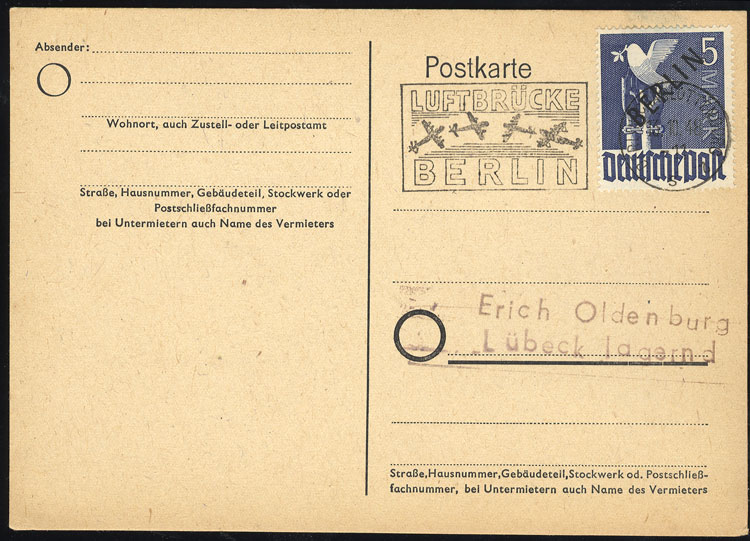 Absender:
Wohnort, auch Zustell- oder Leitpostamt
Straße, Hausnummer, Gebäudeteil, Stockwerk oder
Postschließfachnummer
bei Untermietern auch Name des Vermieters
Postkarte
LUFTBRÜCKE
BERLIN
5
MARK
BERLIN
deutsche post
Erich Oldenburg
Lübeck lagernd
Straße,Hausnummer,Gebäudeteil,Stockwerk od. Postschließ-
fachnummer, bei Untermietern auch Name des Vermieters